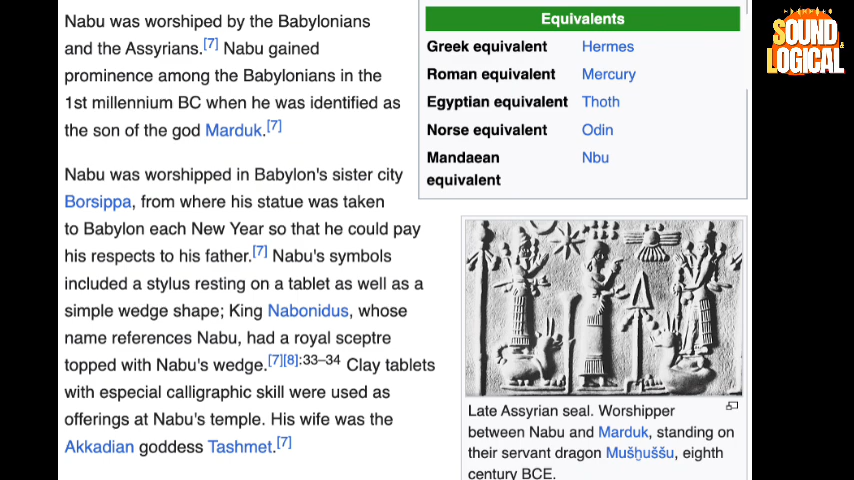 Nabu was worshiped by the Babylonians
and the Assyrians.[7] Nabu gained
prominence among the Babylonians in the
1st millennium BC when he was identified as
the son of the god Marduk.[7]
Nabu was worshipped in Babylon's sister city
Borsippa, from where his statue was taken
to Babylon each New Year so that he could pay
his respects to his father.[7] Nabu's symbols
included a stylus resting on a tablet as well as a
simple wedge shape; King Nabonidus, whose
name references Nabu, had a royal sceptre
topped with Nabu's wedge.[7][8]:33–34 Clay tablets
with especial calligraphic skill were used as
offerings at Nabu's temple. His wife was the
Akkadian goddess Tashmet.[7]
Equivalents
Greek equivalent Hermes
Roman equivalent Mercury
Egyptian equivalent Thoth
Norse equivalent Odin
Mandaean Nbu
equivalent
Late Assyrian seal. Worshipper
between Nabu and Marduk, standing on
their servant dragon Mušḫuššu, eighth
century BCE.
SOUND
&
LOGICAL